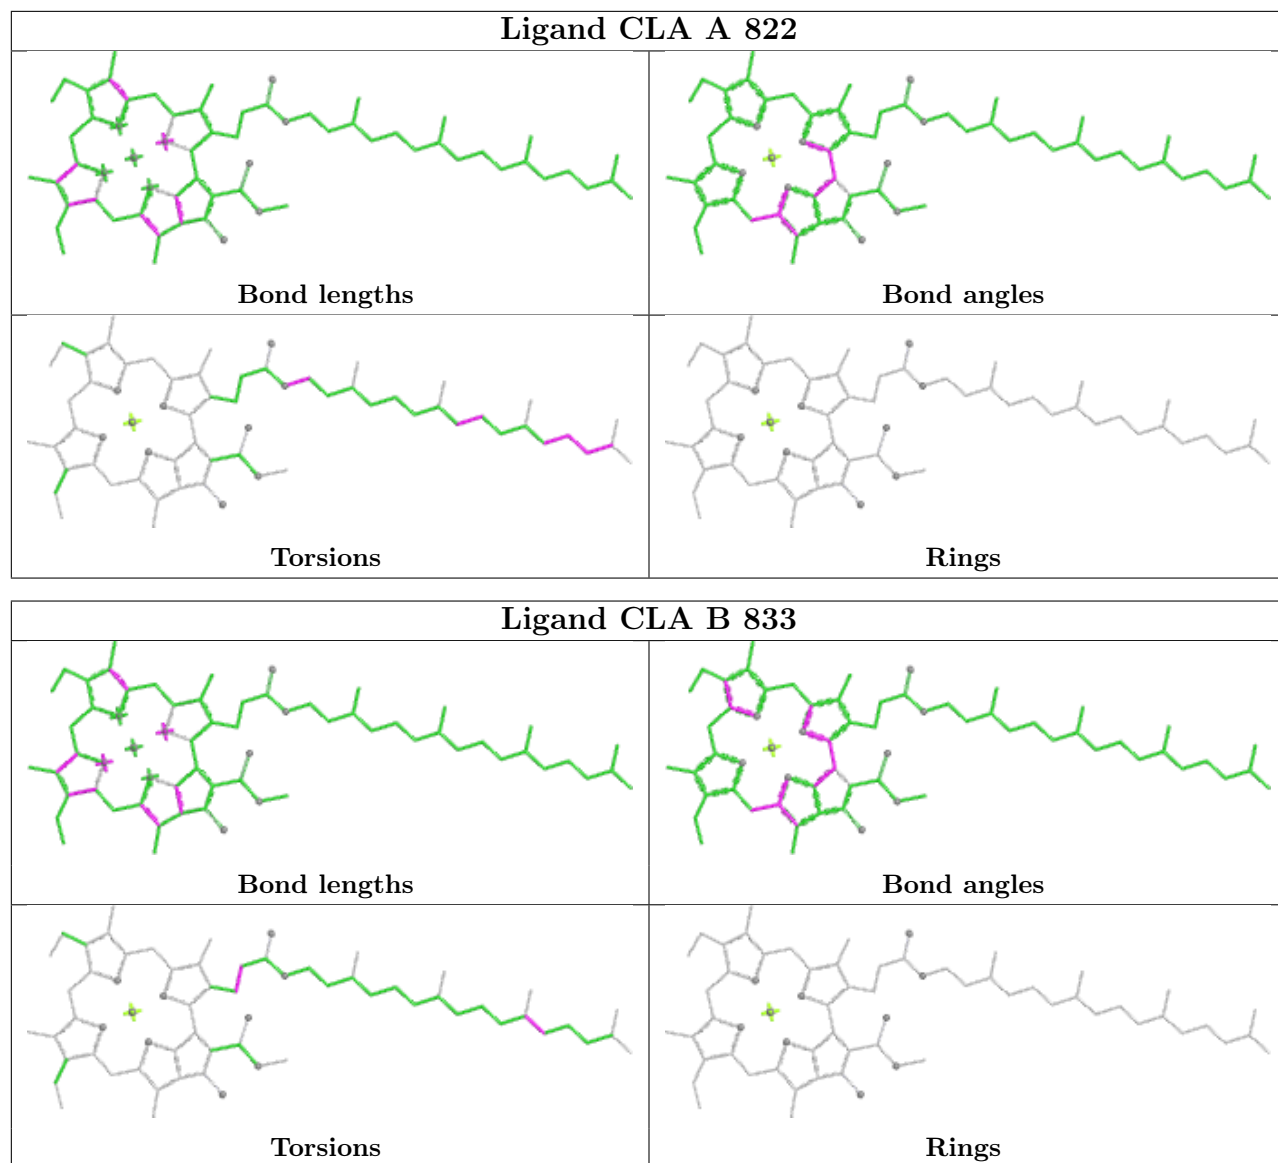 Ligand CLA A 822
Bond lengths
Bond angles
Torsions
Rings
Ligand CLA B 833
Bond lengths
Bond angles
Torsions
Rings